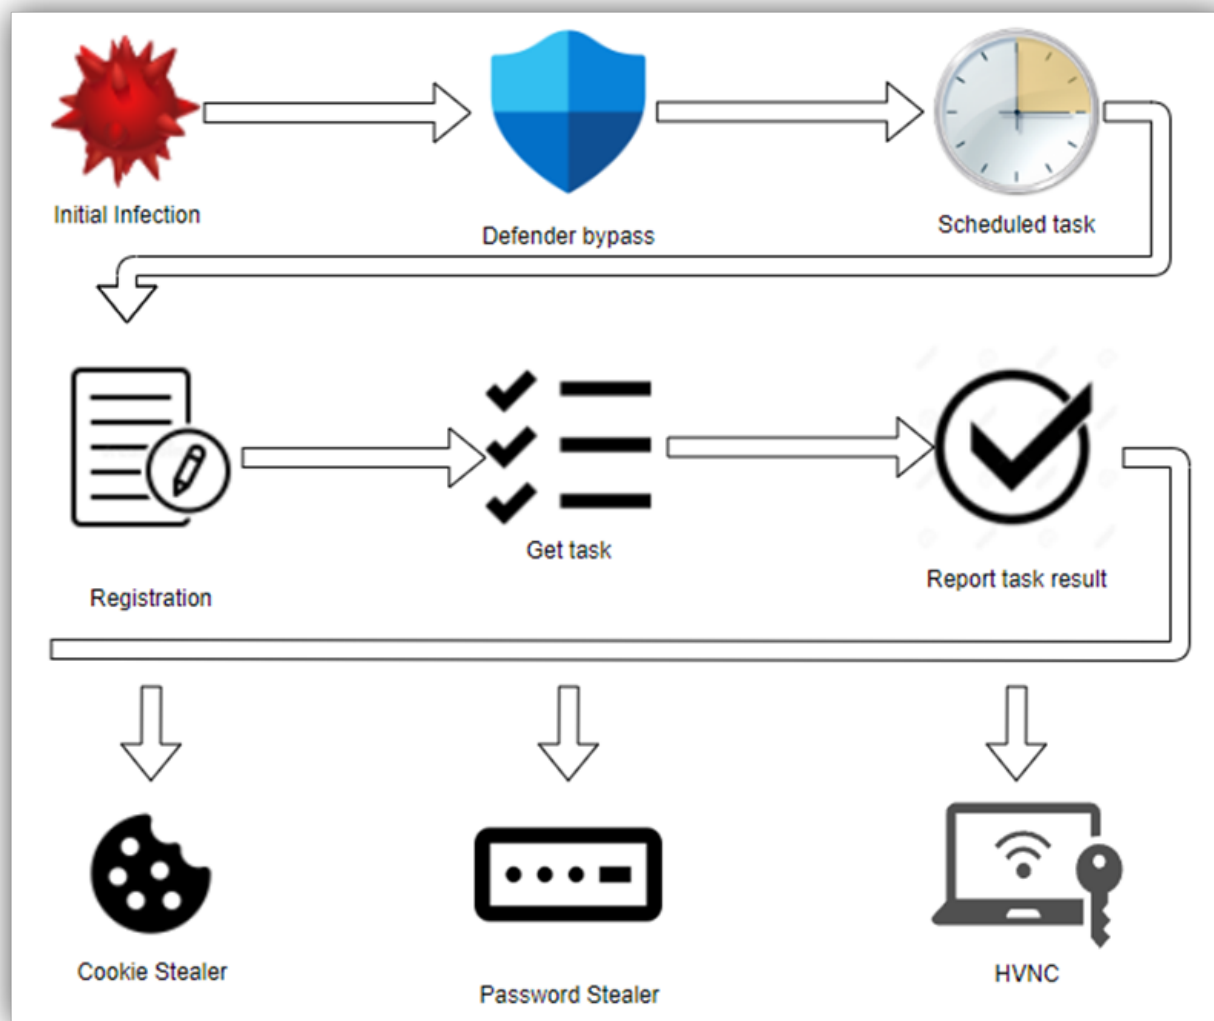 Initial Infection
Defender bypass
Scheduled task
Registration
Get task
Report task result
Cookie Stealer
Password Stealer
HVNC